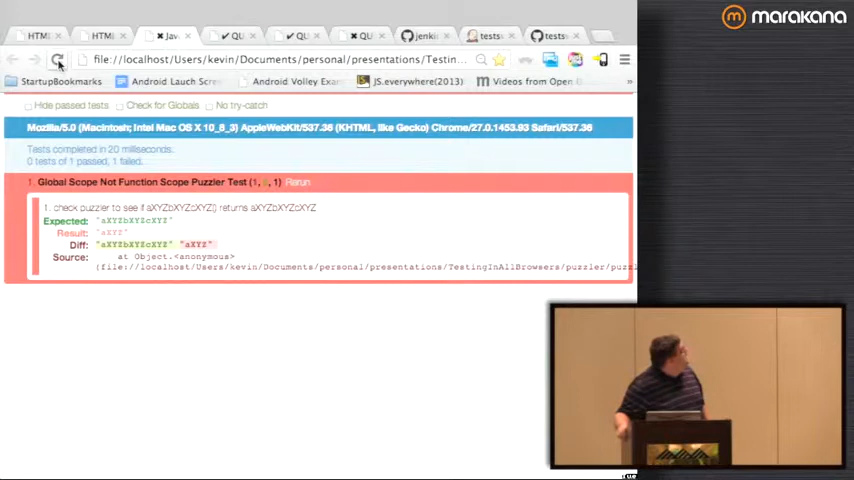 marakana
HTML
HTML
✖ Java
✔ QU
✔ QU
✖ QU
jenki
testsw
tests
file://localhost/Users/kevin/Documents/personal/presentations/Testin...
StartupBookmarks
Android Lauch Scre
Android Volley Exam
JS.everywhere(2013)
Videos from Open
»
Hide passed tests
Check for Globals
No try-catch
Mozilla/5.0 (Macintosh; Intel Mac OS X 10_8_3) AppleWebKit/537.36 (KHTML, like Gecko) Chrome/27.0.1453.93 Safari/537.36
Tests completed in 20 milliseconds.
0 tests of 1 passed, 1 failed.
1. Global Scope Not Function Scope Puzzler Test (1, 0, 1) Rerun
1. check puzzler to see if aXYZbXYZcXYZ() returns aXYZbXYZcXYZ
Expected: "aXYZbXYZcXYZ"
Result: "aXYZ"
Diff: "aXYZbXYZcXYZ" "aXYZ"
Source: at Object.<anonymous>
(file://localhost/Users/kevin/Documents/personal/presentations/TestingInAllBrowsers/puzzler/puzzl